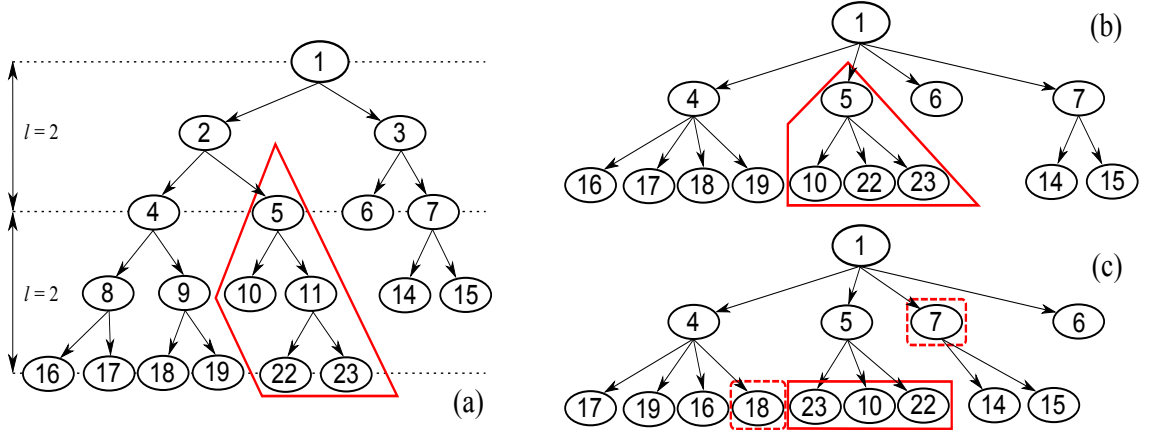 1
2 3
l = 2
4 5 6 7
8 9 10 11 14 15
l = 2
16 17 18 19 22 23
(a)
1
(b)
4 5 6 7
16 17 18 19 10 22 23 14 15
1
(c)
4 5 7 6
17 19 16 18 23 10 22 14 15